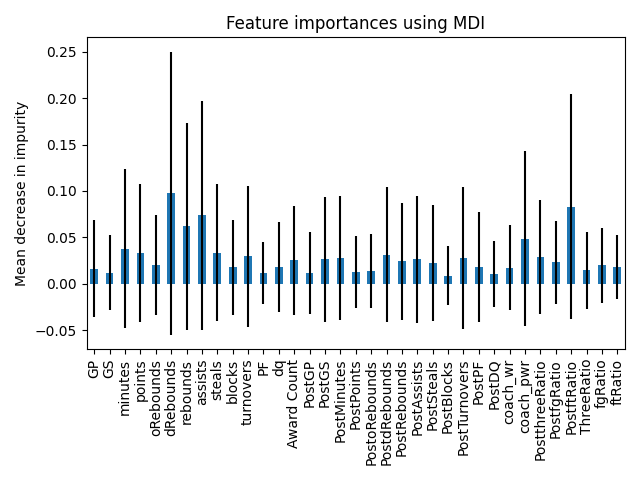 Feature importances using MDI
Mean decrease in impurity
0.25
0.20
0.15
0.10
0.05
0.00
−0.05
GP
GS
minutes
points
oRebounds
dRebounds
rebounds
assists
steals
blocks
turnovers
PF
dq
Award Count
PostGP
PostGS
PostMinutes
PostPoints
PostoRebounds
PostdRebounds
PostRebounds
PostAssists
PostSteals
PostBlocks
PostTurnovers
PostPF
PostDQ
coach_wr
coach_pwr
PostthreeRatio
PostfgRatio
PostftRatio
ThreeRatio
fgRatio
ftRatio